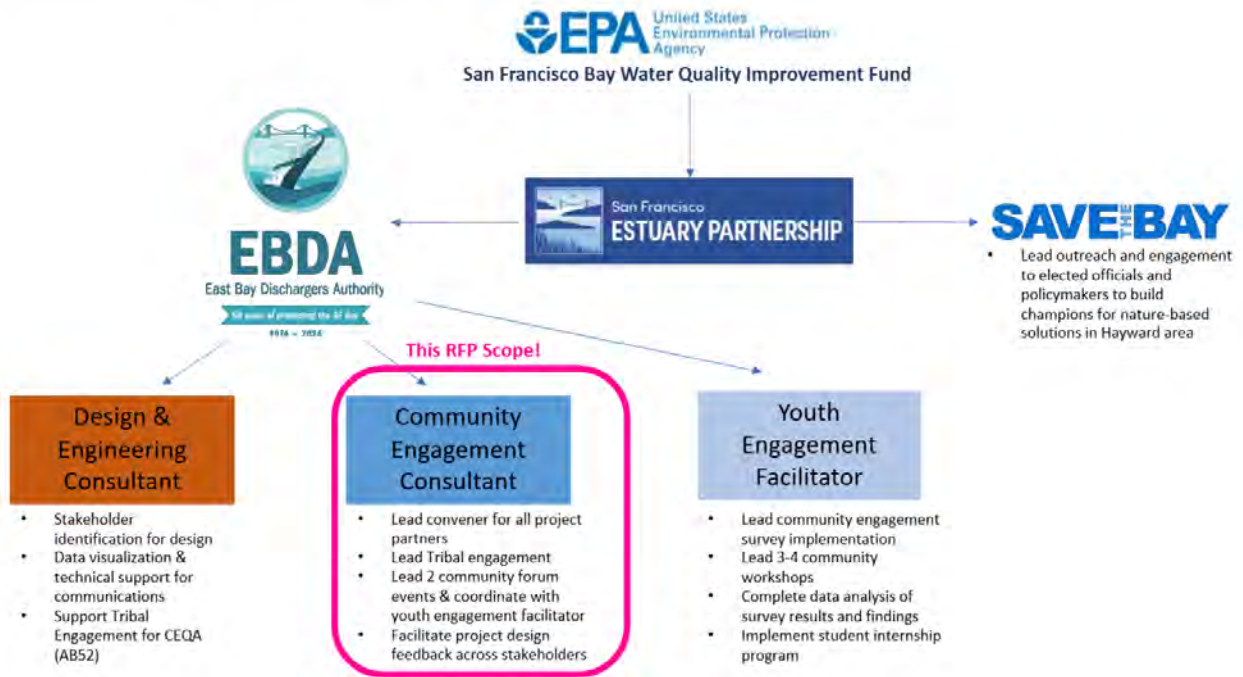 EPA
United States
Environmental Protection
Agency
San Francisco Bay Water Quality Improvement Fund
San Francisco
ESTUARY PARTNERSHIP
EBDA
East Bay Dischargers Authority
1974 – 2024
SAVE THE BAY
• Lead outreach and engagement
to elected officials and
policymakers to build
champions for nature-based
solutions in Hayward area
This RFP Scope!
Design &
Engineering
Consultant
• Stakeholder
identification for design
• Data visualization &
technical support for
communications
• Support Tribal
Engagement for CEQA
(AB52)
Community
Engagement
Consultant
• Lead convener for all project
partners
• Lead Tribal engagement
• Lead 2 community forum
events & coordinate with
youth engagement facilitator
• Facilitate project design
feedback across stakeholders
Youth
Engagement
Facilitator
• Lead community engagement
survey implementation
• Lead 3-4 community
workshops
• Complete data analysis of
survey results and findings
• Implement student internship
program